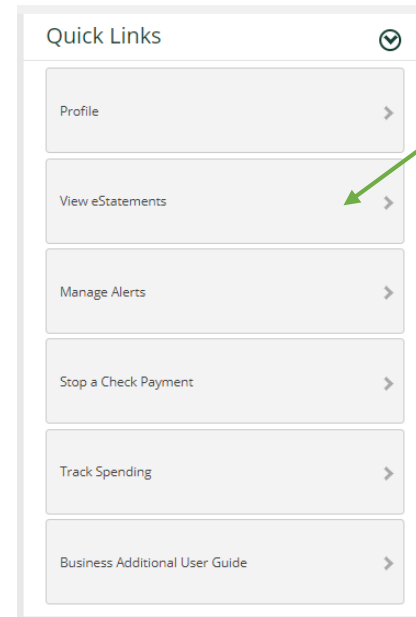 Quick Links
Profile
View eStatements
Manage Alerts
Stop a Check Payment
Track Spending
Business Additional User Guide